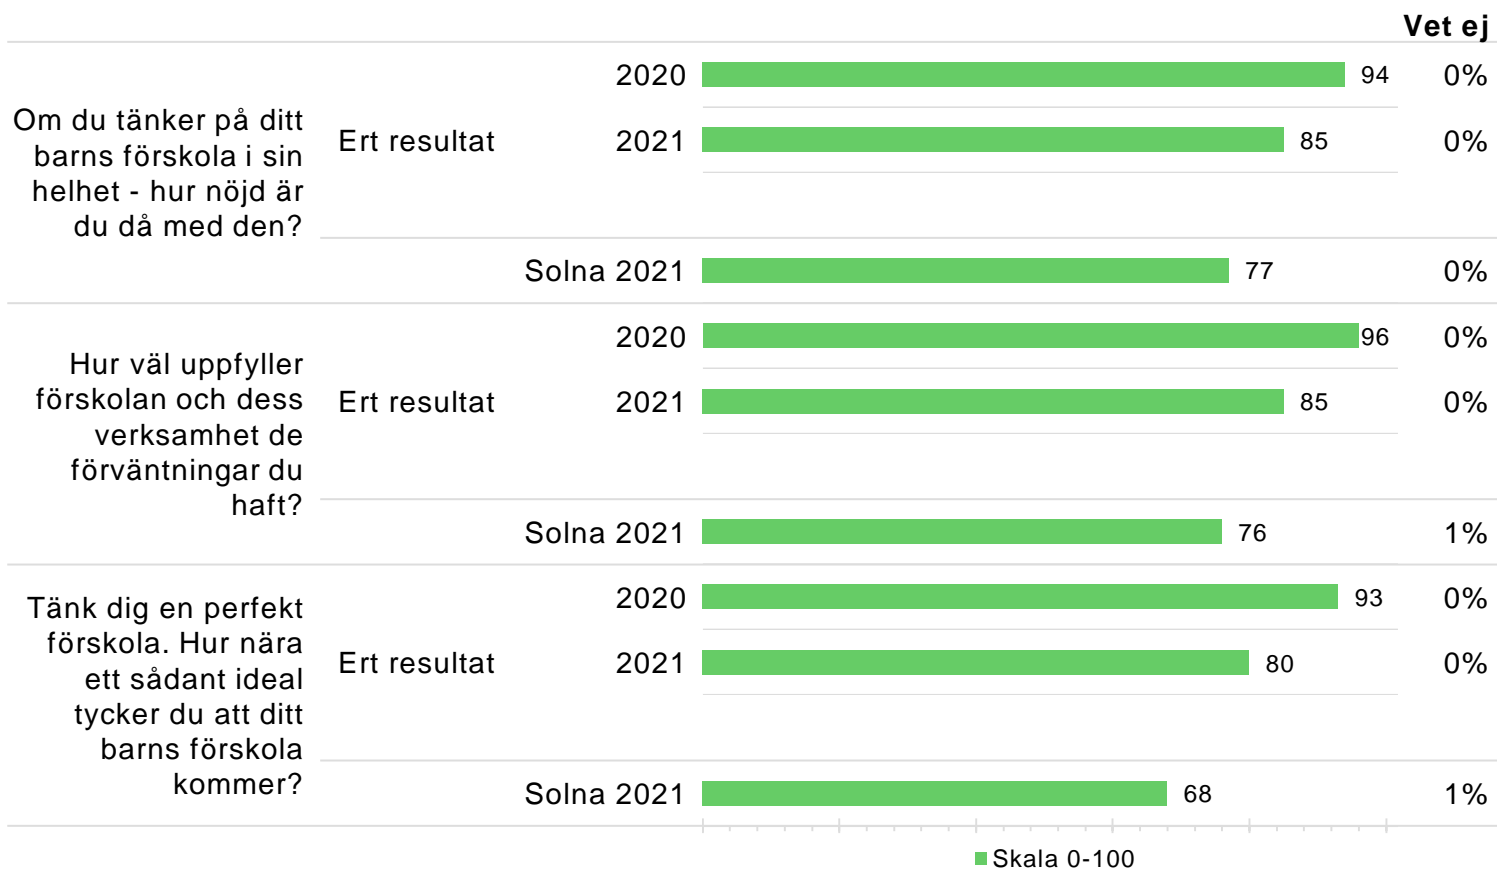 Vet ej
Om du tänker på ditt
barns förskola i sin
helhet - hur nöjd är
du då med den?
Ert resultat
2020
94
0%
2021
85
0%
Solna 2021
77
0%
Hur väl uppfyller
förskolan och dess
verksamhet de
förväntningar du
haft?
Ert resultat
2020
96
0%
2021
85
0%
Solna 2021
76
1%
Tänk dig en perfekt
förskola. Hur nära
ett sådant ideal
tycker du att ditt
barns förskola
kommer?
Ert resultat
2020
93
0%
2021
80
0%
Solna 2021
68
1%
Skala 0-100